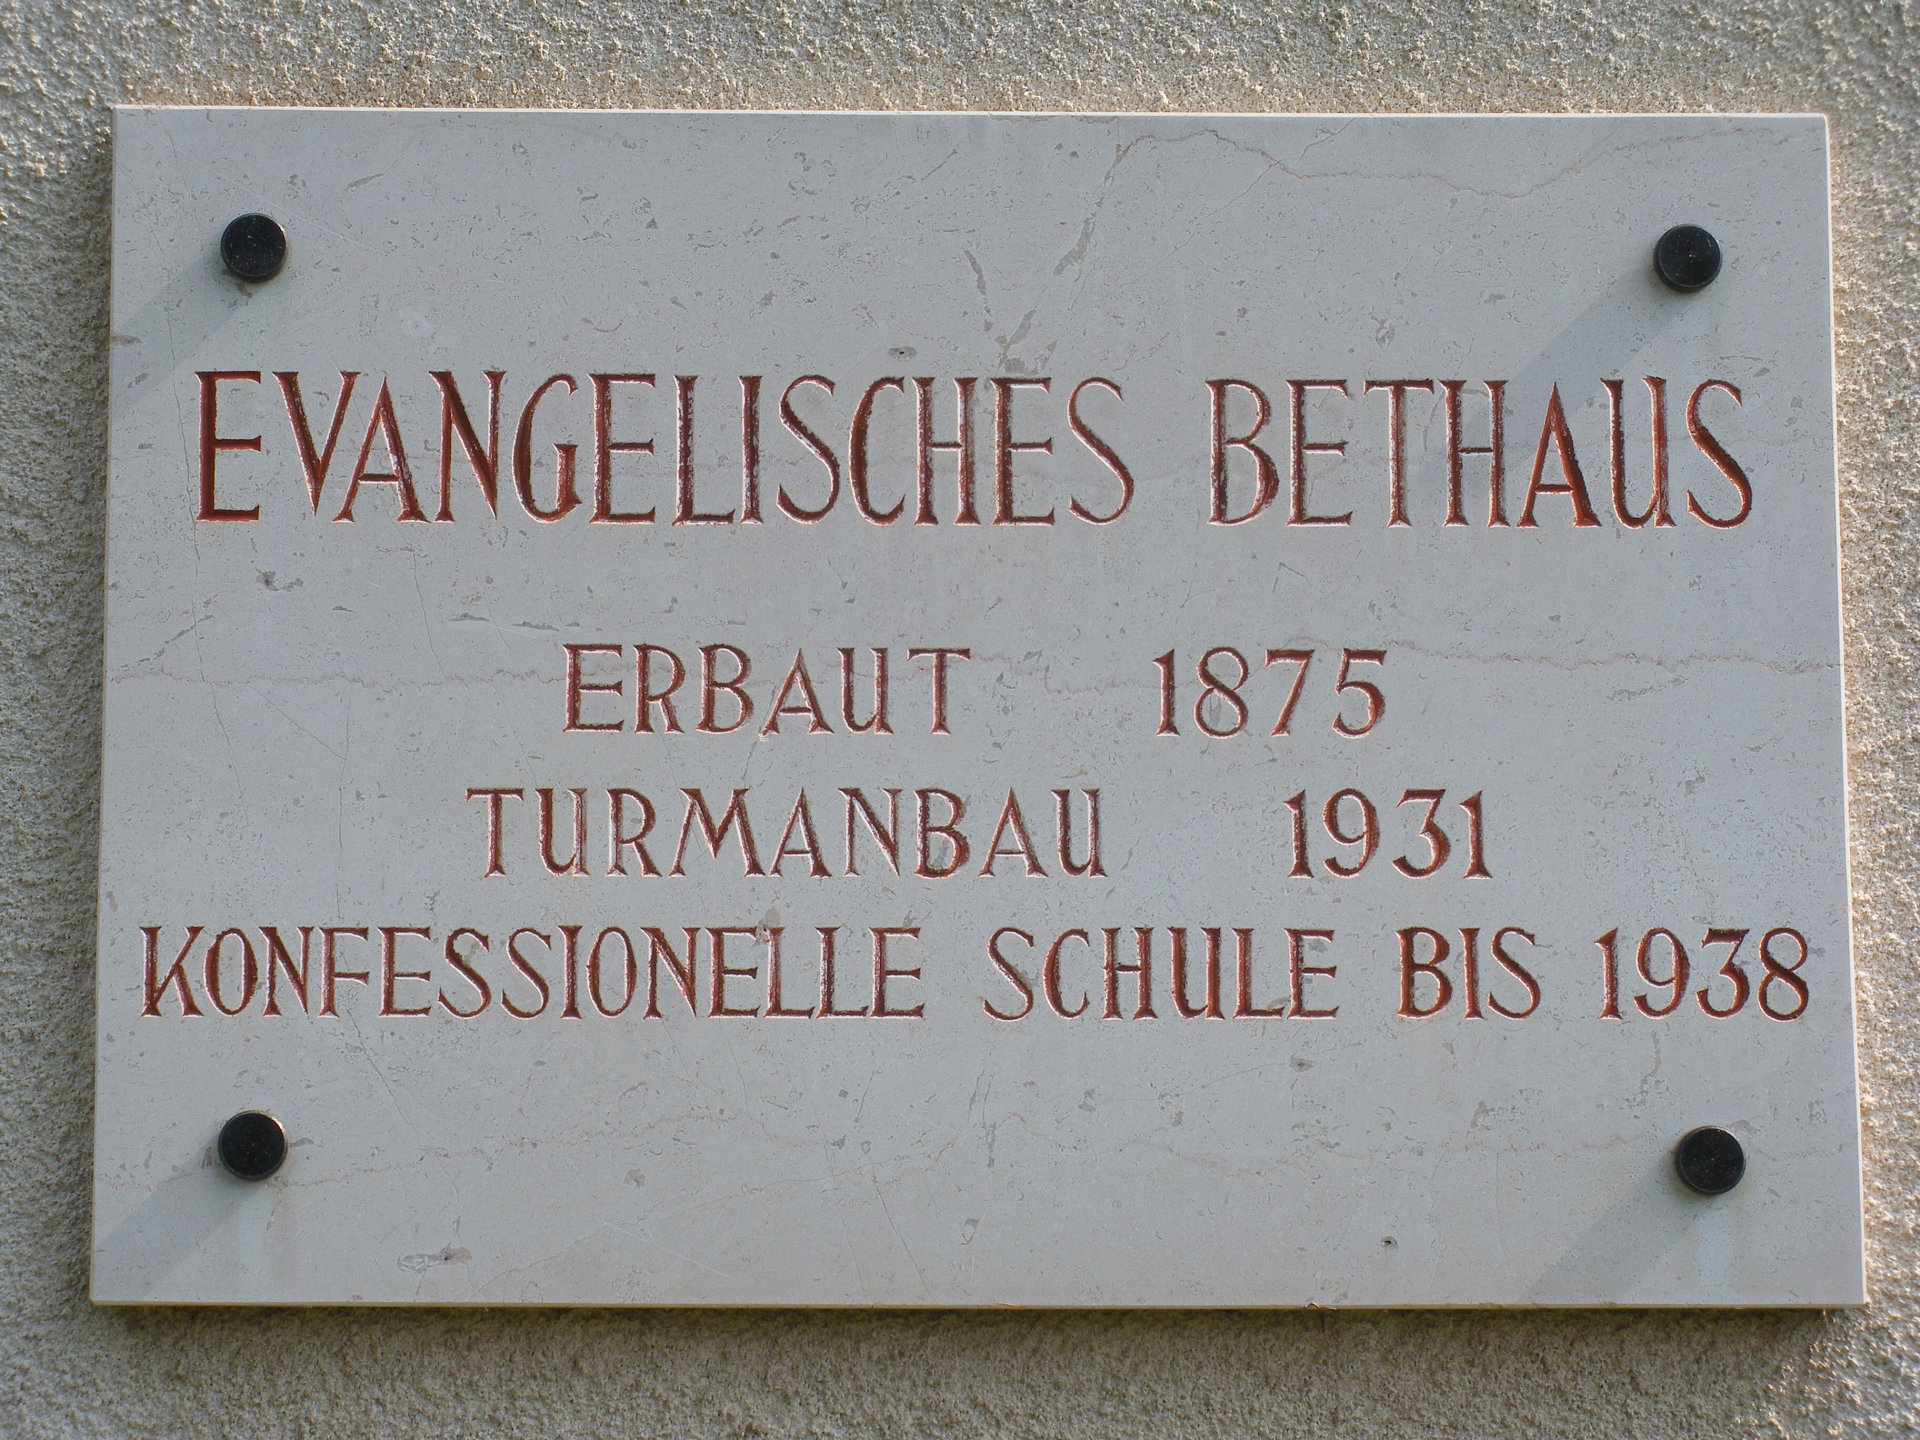 EVANGELISCHES BETHAUS
ERBAUT 1875
TURMANBAU 1931
KONFESSIONELLE SCHULE BIS 1938